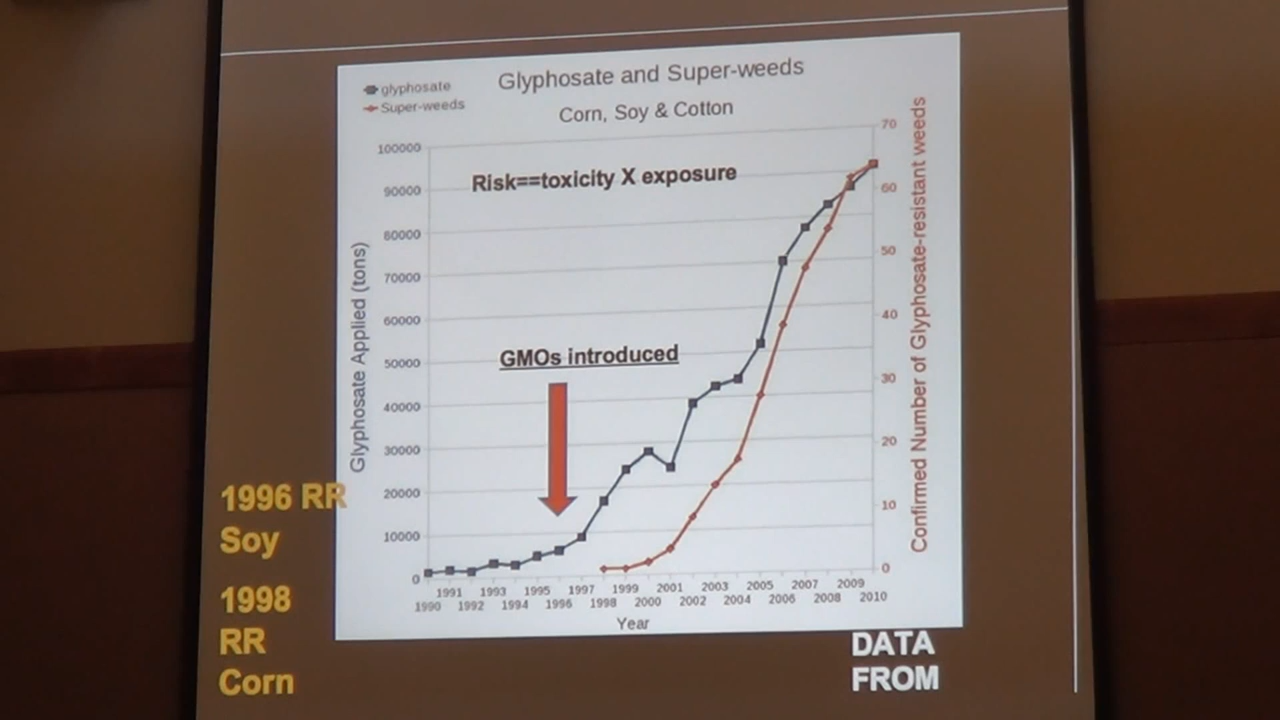 Glyphosate and Super-weeds
Corn, Soy & Cotton
glyphosate
Super-weeds
Risk==toxicity X exposure
GMOs introduced
Glyphosate Applied (tons)
100000
90000
80000
70000
60000
50000
40000
30000
20000
10000
0
Confirmed Number of Glyphosate-resistant weeds
70
60
50
40
30
20
10
0
1991 1993 1995 1997 1999 2001 2003 2005 2007 2009
1990 1992 1994 1996 1998 2000 2002 2004 2006 2008 2010
Year
1996 RR
Soy
1998
RR
Corn
DATA
FROM